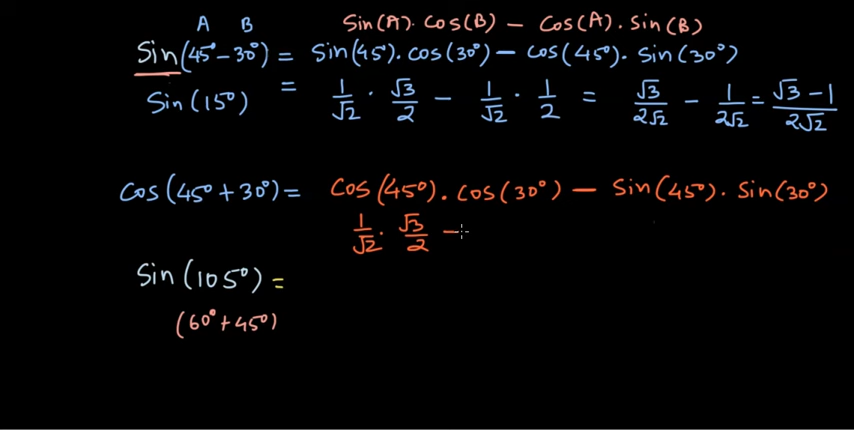 A B Sin(A). Cos(B) − Cos(A). Sin(B)
Sin(45°−30°) = Sin(45°). cos(30°) − cos(45°). Sin(30°)
Sin(15°) = 1/√2 . √3/2 − 1/√2 . 1/2 = √3/2√2 − 1/2√2 = √3−1/2√2
Cos(45°+30°) = Cos(45°). cos(30°) − Sin(45°). Sin(30°)
1/√2 . √3/2 −
Sin(105°) =
(60°+45°)